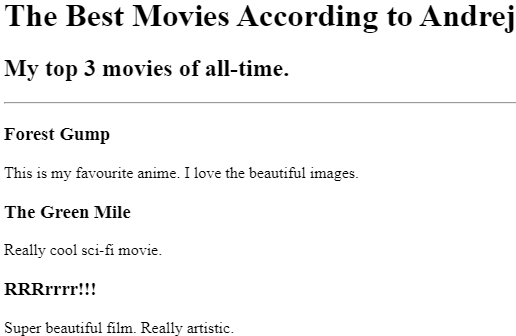 The Best Movies According to Andrej
My top 3 movies of all-time.
Forest Gump
This is my favourite anime. I love the beautiful images.
The Green Mile
Really cool sci-fi movie.
RRRrrrr!!!
Super beautiful film. Really artistic.